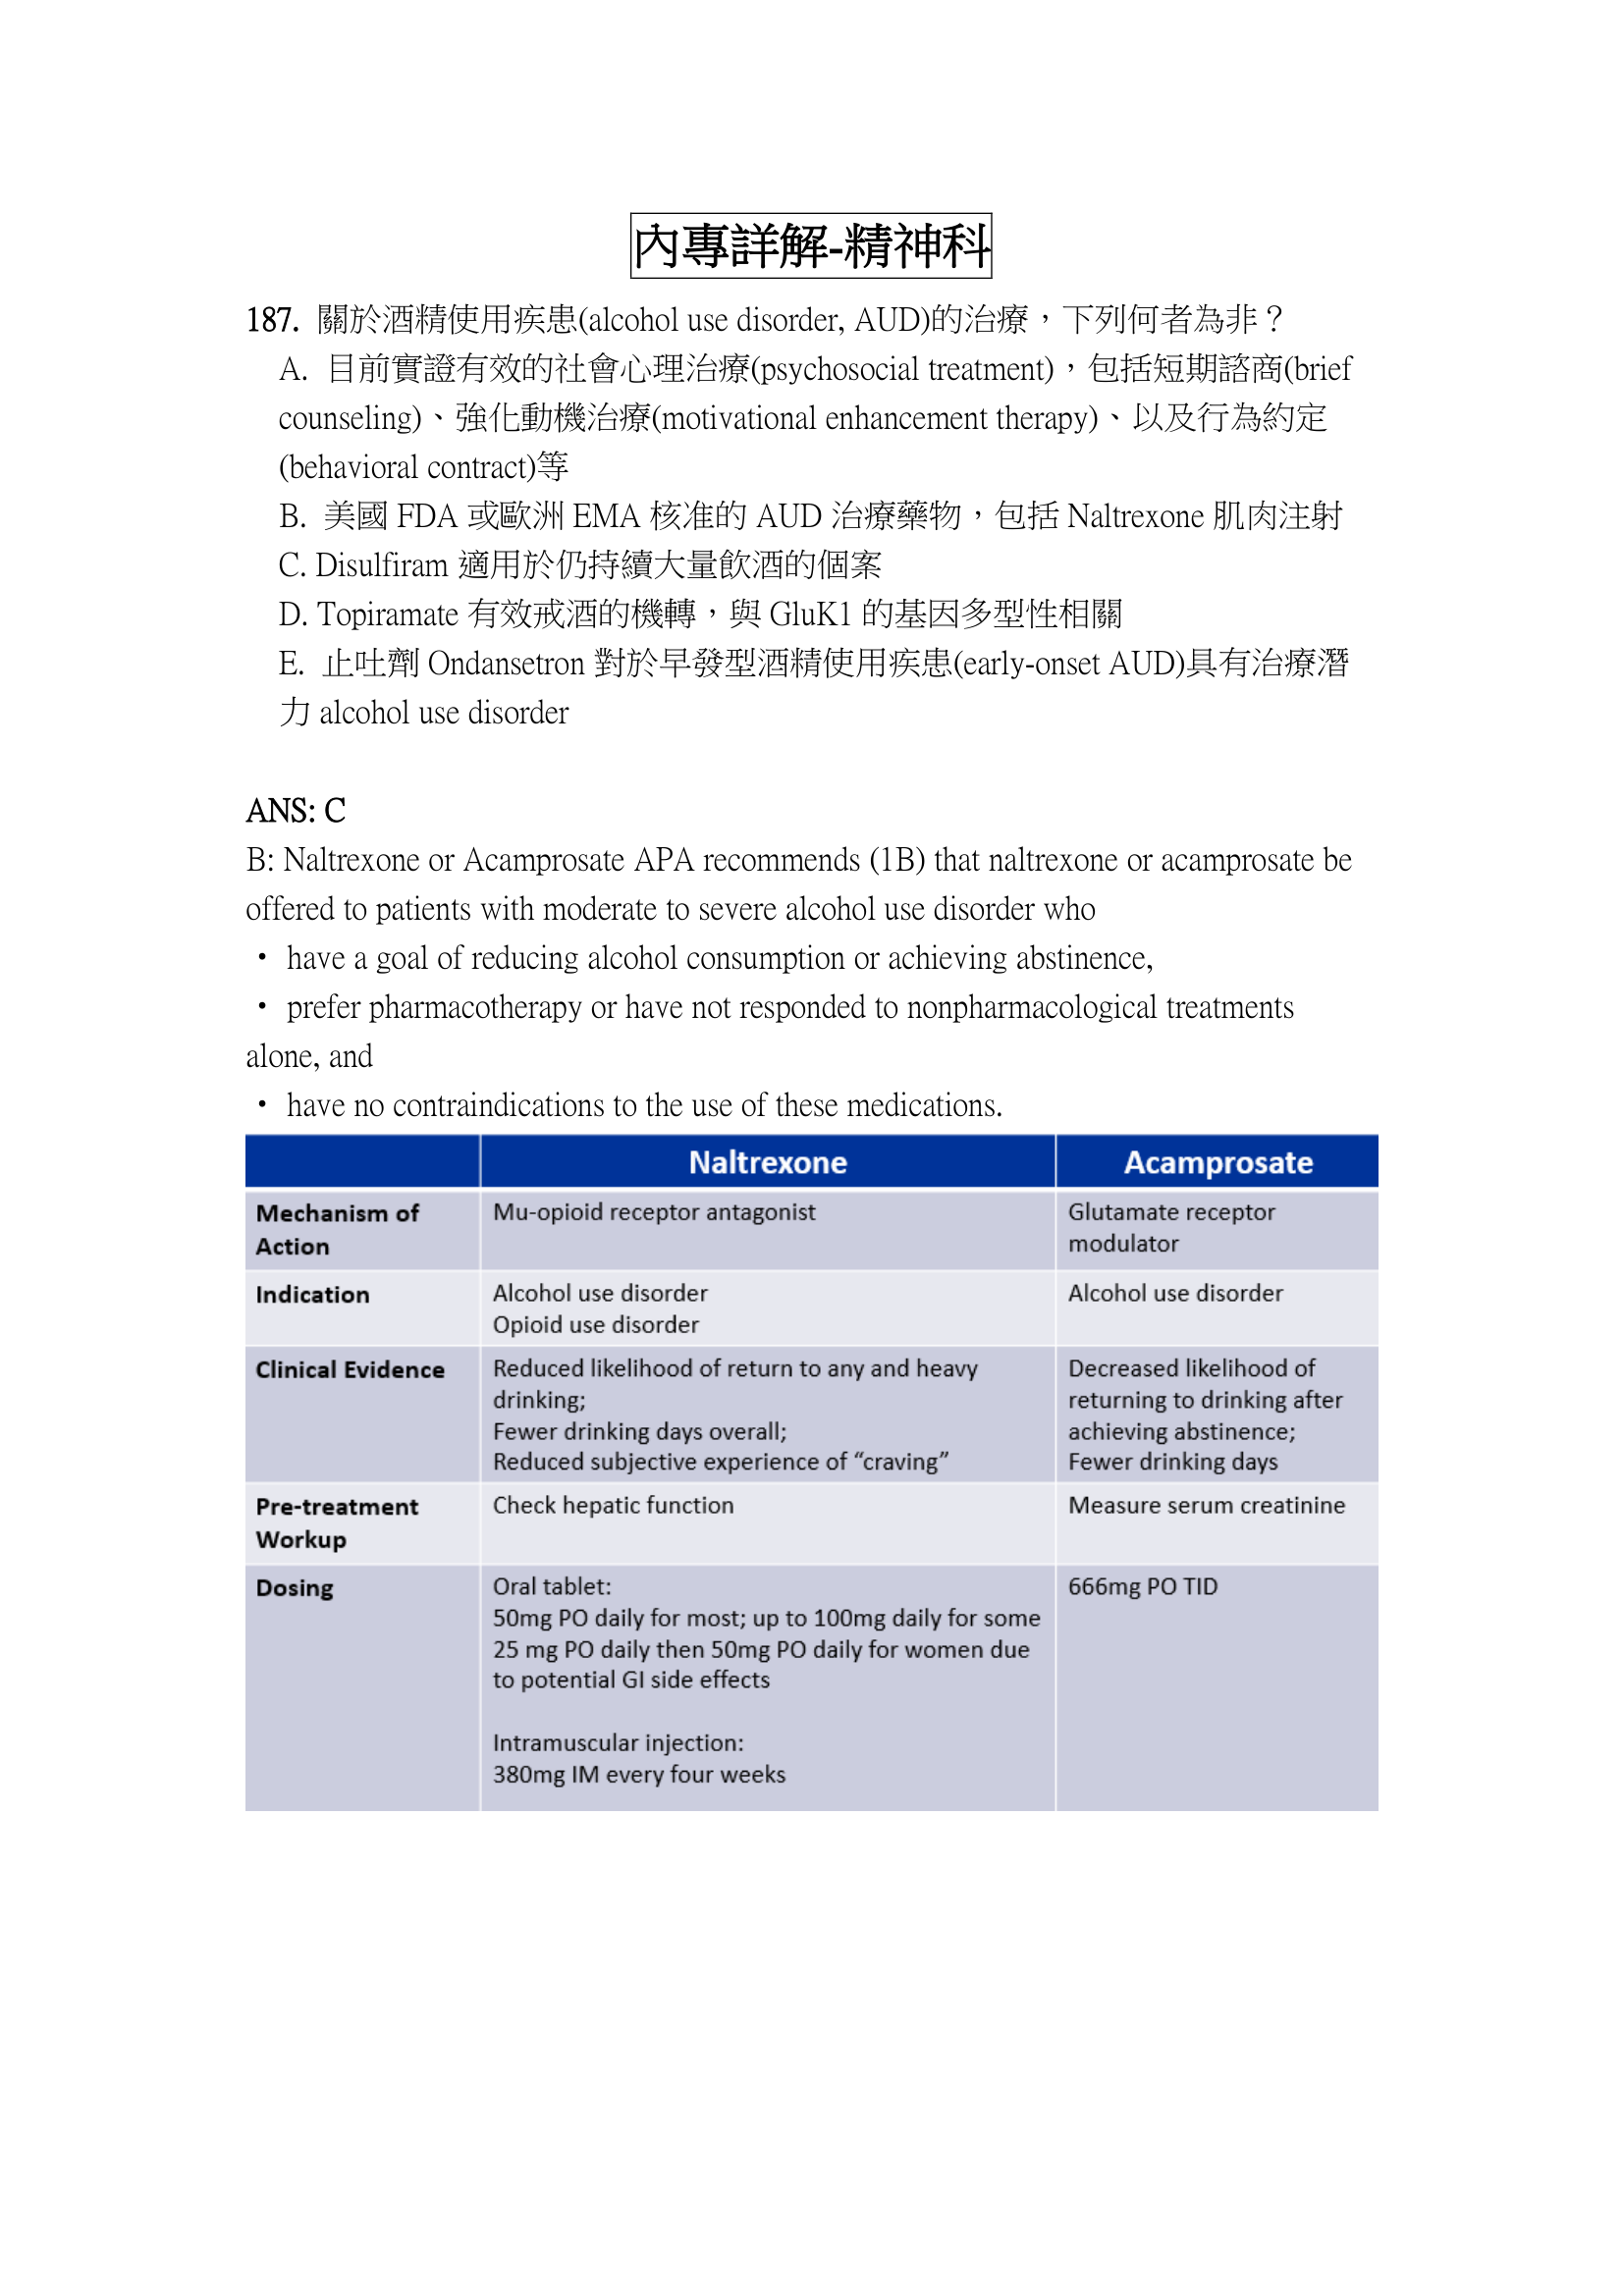 內專詳解-精神科
187. 關於酒精使用疾患(alcohol use disorder, AUD)的治療，下列何者為非？
A. 目前實證有效的社會心理治療(psychosocial treatment)，包括短期諮商(brief
counseling)、強化動機治療(motivational enhancement therapy)、以及行為約定
(behavioral contract)等
B. 美國 FDA 或歐洲 EMA 核准的 AUD 治療藥物，包括 Naltrexone 肌肉注射
C. Disulfiram 適用於仍持續大量飲酒的個案
D. Topiramate 有效戒酒的機轉，與 GluK1 的基因多型性相關
E. 止吐劑 Ondansetron 對於早發型酒精使用疾患(early-onset AUD)具有治療潛
力 alcohol use disorder
ANS: C
B: Naltrexone or Acamprosate APA recommends (1B) that naltrexone or acamprosate be
offered to patients with moderate to severe alcohol use disorder who
• have a goal of reducing alcohol consumption or achieving abstinence,
• prefer pharmacotherapy or have not responded to nonpharmacological treatments
alone, and
• have no contraindications to the use of these medications.
Naltrexone Acamprosate
Mechanism of
Action
Mu-opioid receptor antagonist
Glutamate receptor
modulator
Indication
Alcohol use disorder
Opioid use disorder
Alcohol use disorder
Clinical Evidence
Reduced likelihood of return to any and heavy
drinking;
Fewer drinking days overall;
Reduced subjective experience of “craving”
Decreased likelihood of
returning to drinking after
achieving abstinence;
Fewer drinking days
Pre-treatment
Workup
Check hepatic function
Measure serum creatinine
Dosing
Oral tablet:
50mg PO daily for most; up to 100mg daily for some
25 mg PO daily then 50mg PO daily for women due
to potential GI side effects
Intramuscular injection:
380mg IM every four weeks
666mg PO TID